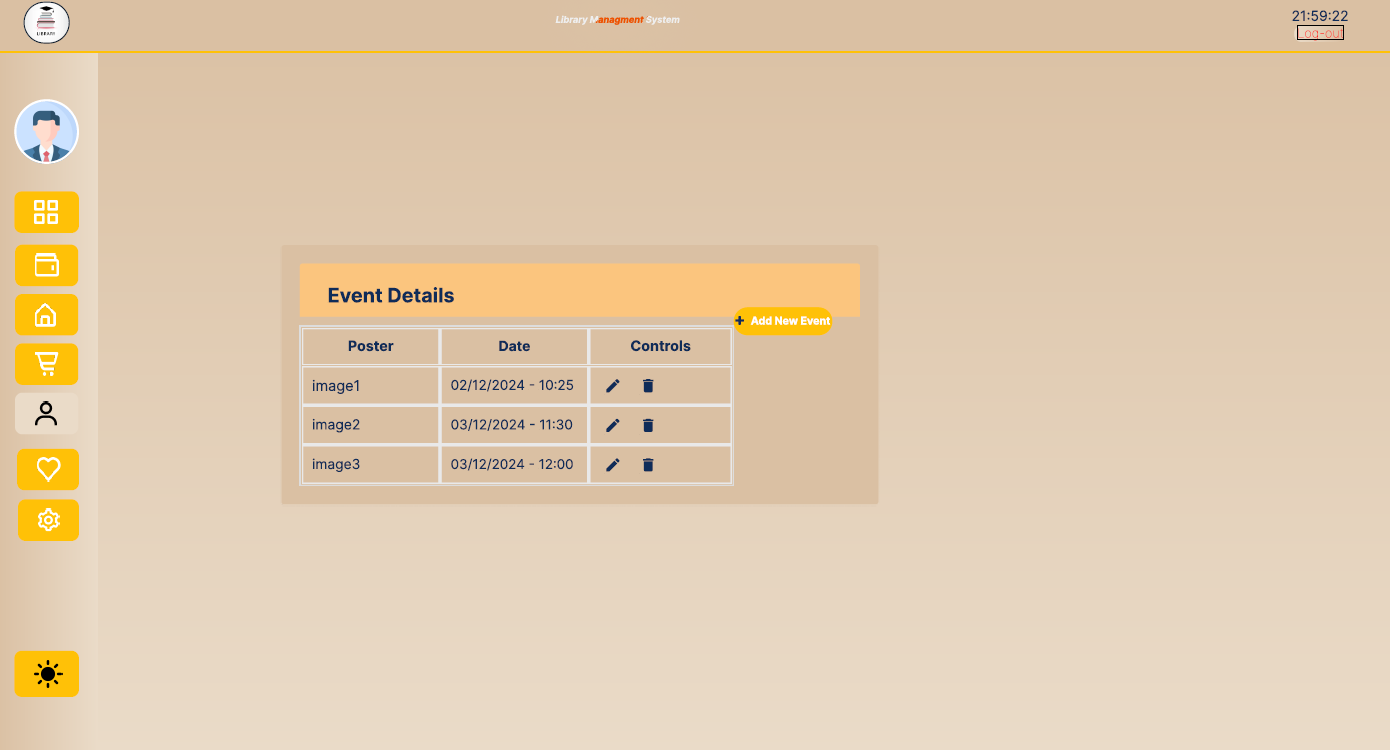 LIBRARY
Library Managment System
21:59:22
Log-out
Event Details
+ Add New Event
Poster Date Controls
image1 02/12/2024 - 10:25
image2 03/12/2024 - 11:30
image3 03/12/2024 - 12:00